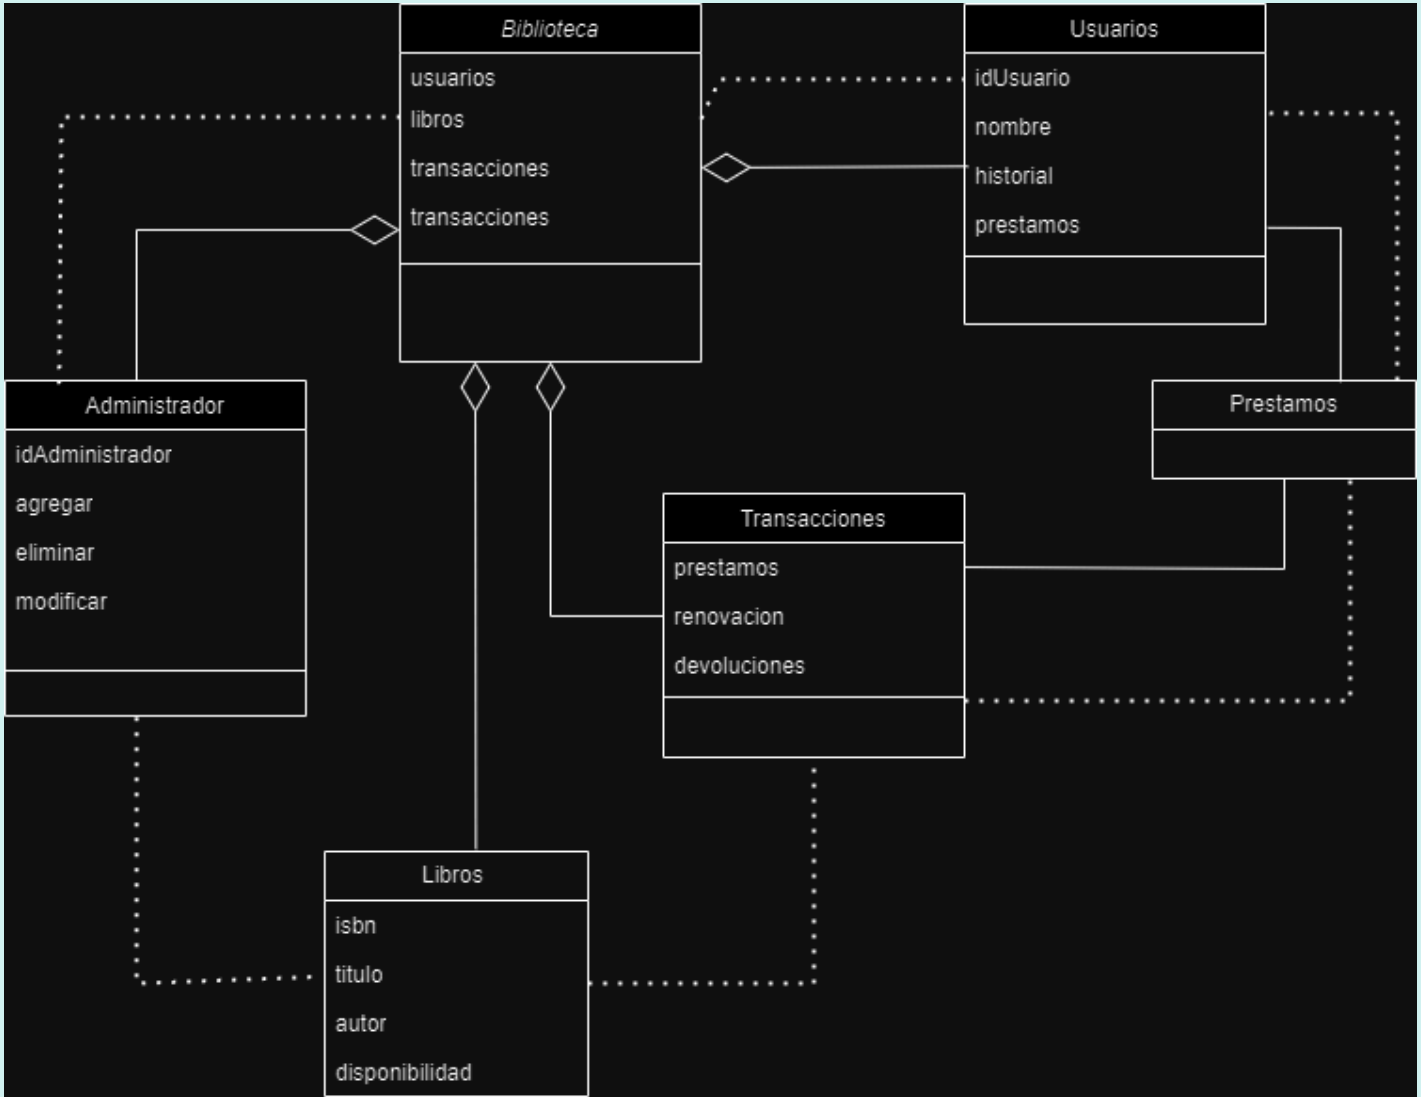 Biblioteca
usuarios
libros
transacciones
transacciones
Usuarios
idUsuario
nombre
historial
prestamos
Administrador
idAdministrador
agregar
eliminar
modificar
Prestamos
Transacciones
prestamos
renovacion
devoluciones
Libros
isbn
titulo
autor
disponibilidad